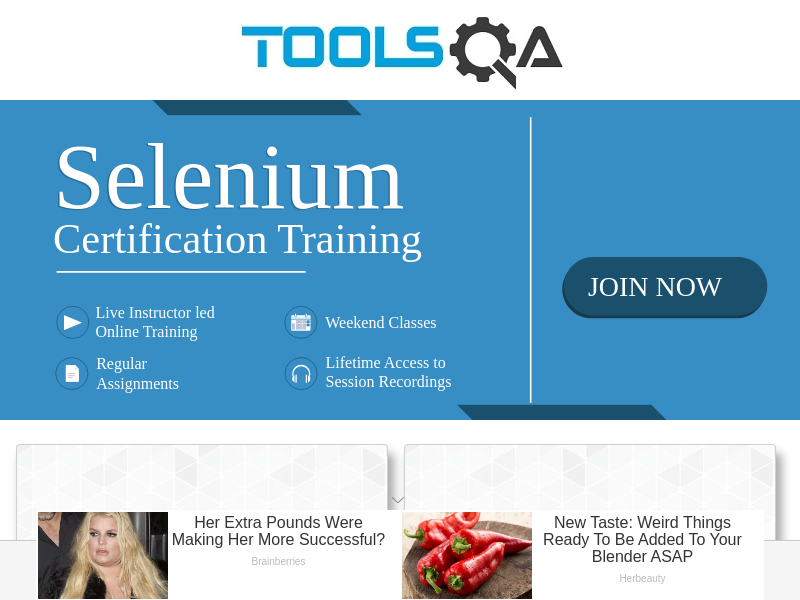 TOOLSQA
Selenium
Certification Training
Live Instructor led
Online Training
Weekend Classes
Regular
Assignments
Lifetime Access to
Session Recordings
JOIN NOW
Her Extra Pounds Were
Making Her More Successful?
Brainberries
New Taste: Weird Things
Ready To Be Added To Your
Blender ASAP
Herbeauty